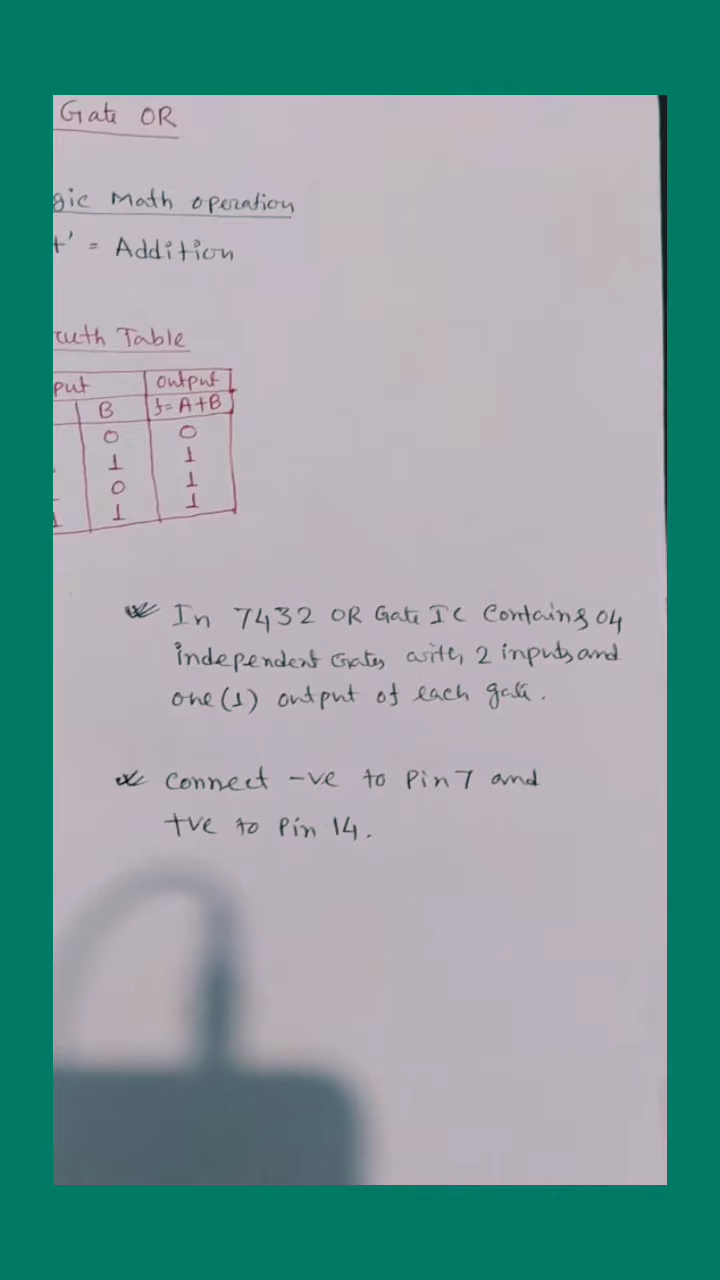 Gate OR
gic Math operation
+' = Addition
ruth Table
put output
B f= A+B
0 0
1 1
0 1
1 1 1
In 7432 OR Gate IC Contains 04
independent Gates with 2 inputs and
one (1) output of each gate.
Connect -ve to Pin 7 and
+ve to Pin 14.